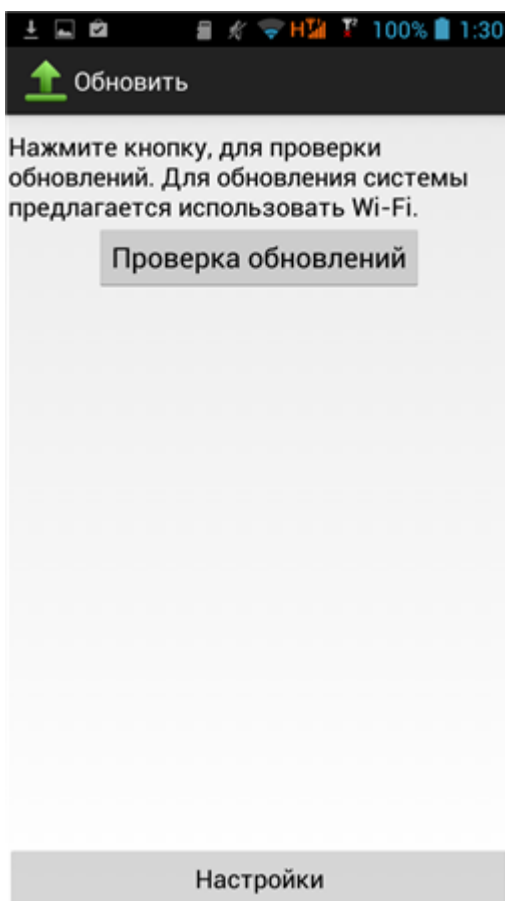 100% 1:30
Обновить
Нажмите кнопку, для проверки
обновлений. Для обновления системы
предлагается использовать Wi-Fi.
Проверка обновлений
Настройки